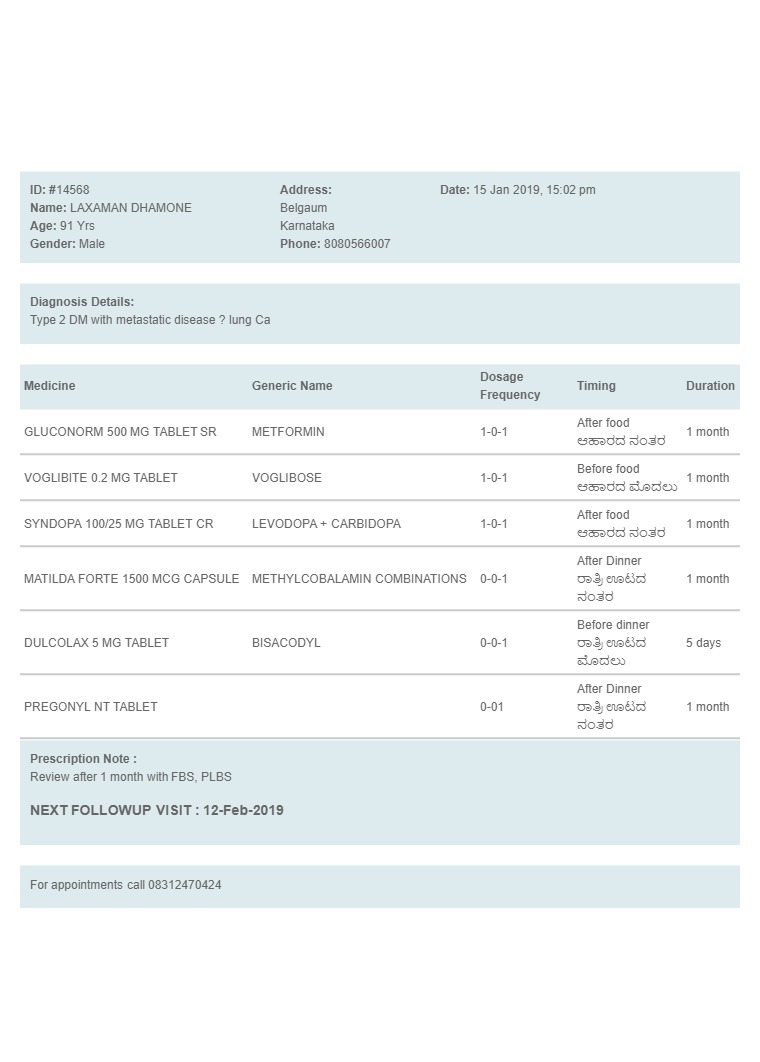 ID: #14568
Name: LAXAMAN DHAMONE
Age: 91 Yrs
Gender: Male
Address:
Belgaum
Karnataka
Phone: 8080566007
Date: 15 Jan 2019, 15:02 pm
Diagnosis Details:
Type 2 DM with metastatic disease ? lung Ca
Medicine Generic Name Dosage Frequency Timing Duration
GLUCONORM 500 MG TABLET SR METFORMIN 1-0-1 After food ಆಹಾರದ ನಂತರ 1 month
VOGLIBITE 0.2 MG TABLET VOGLIBOSE 1-0-1 Before food ಆಹಾರದ ಮೊದಲು 1 month
SYNDOPA 100/25 MG TABLET CR LEVODOPA + CARBIDOPA 1-0-1 After food ಆಹಾರದ ನಂತರ 1 month
MATILDA FORTE 1500 MCG CAPSULE METHYLCOBALAMIN COMBINATIONS 0-0-1 After Dinner ರಾತ್ರಿ ಊಟದ ನಂತರ 1 month
DULCOLAX 5 MG TABLET BISACODYL 0-0-1 Before dinner ರಾತ್ರಿ ಊಟದ ಮೊದಲು 5 days
PREGONYL NT TABLET 0-01 After Dinner ರಾತ್ರಿ ಊಟದ ನಂತರ 1 month
Prescription Note :
Review after 1 month with FBS, PLBS
NEXT FOLLOWUP VISIT : 12-Feb-2019
For appointments call 08312470424